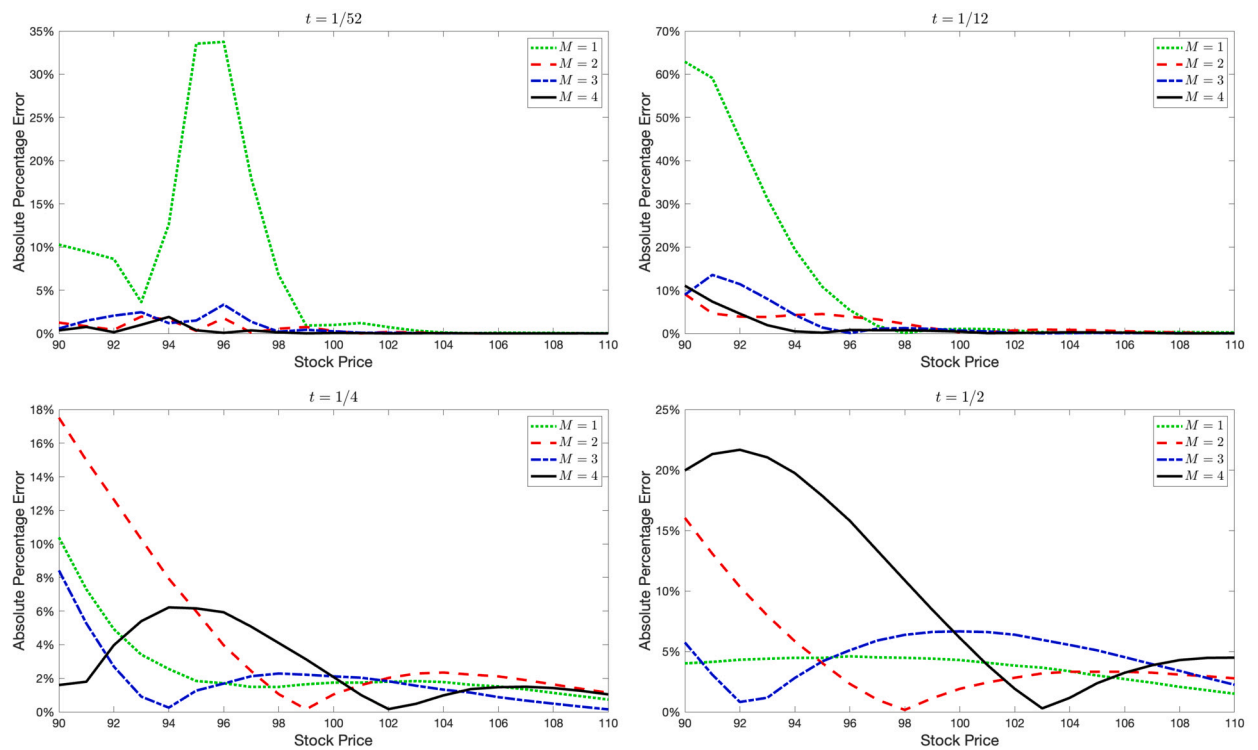 t = 1/52
Absolute Percentage Error
35%
30%
25%
20%
15%
10%
5%
0%
M = 1
M = 2
M = 3
M = 4
90 92 94 96 98 100 102 104 106 108 110
Stock Price
t = 1/12
Absolute Percentage Error
70%
60%
50%
40%
30%
20%
10%
0%
M = 1
M = 2
M = 3
M = 4
90 92 94 96 98 100 102 104 106 108 110
Stock Price
t = 1/4
Absolute Percentage Error
18%
16%
14%
12%
10%
8%
6%
4%
2%
0%
M = 1
M = 2
M = 3
M = 4
90 92 94 96 98 100 102 104 106 108 110
Stock Price
t = 1/2
Absolute Percentage Error
25%
20%
15%
10%
5%
0%
M = 1
M = 2
M = 3
M = 4
90 92 94 96 98 100 102 104 106 108 110
Stock Price